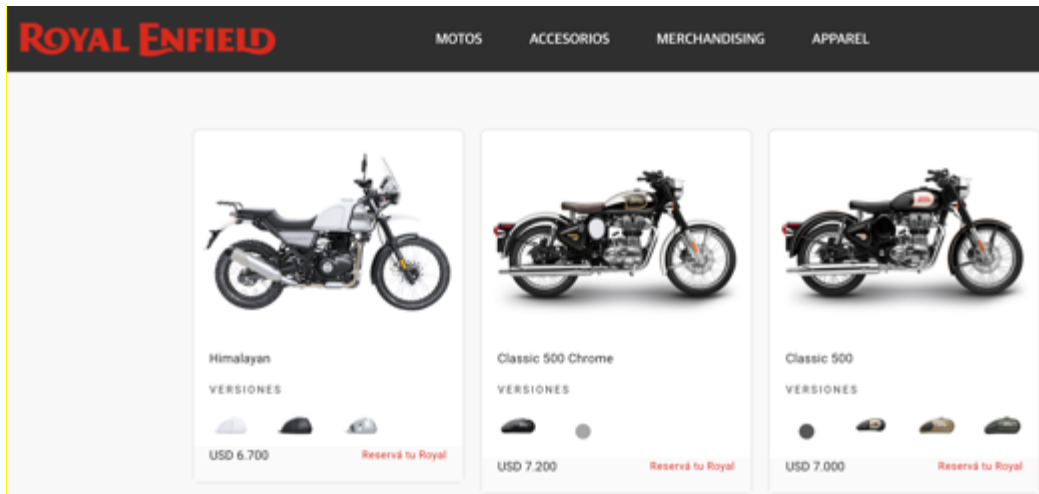 ROYAL ENFIELD
MOTOS ACCESORIOS MERCHANDISING APPAREL
Himalayan
VERSIONES
USD 6.700 Reservá tu Royal
Classic 500 Chrome
VERSIONES
USD 7.200 Reservá tu Royal
Classic 500
VERSIONES
USD 7.000 Reservá tu Royal